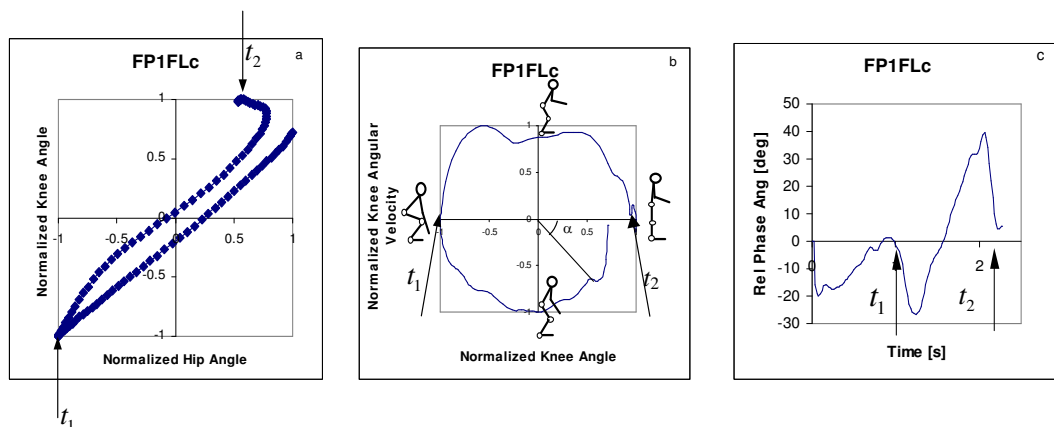 a
FP1FLc
t2
1
0.5
0
-1
0
0.5
1
-0.5
-1
Normalized Knee Angle
Normalized Hip Angle
t1
b
FP1FLc
1
0.5
0
-1
-0.5
0
0.5
1
α
-0.5
-1
t1
t2
Normalized Knee Angular
Velocity
Normalized Knee Angle
c
FP1FLc
50
40
30
20
10
0
-10
-20
-30
0
2
t1
t2
Rel Phase Ang [deg]
Time [s]